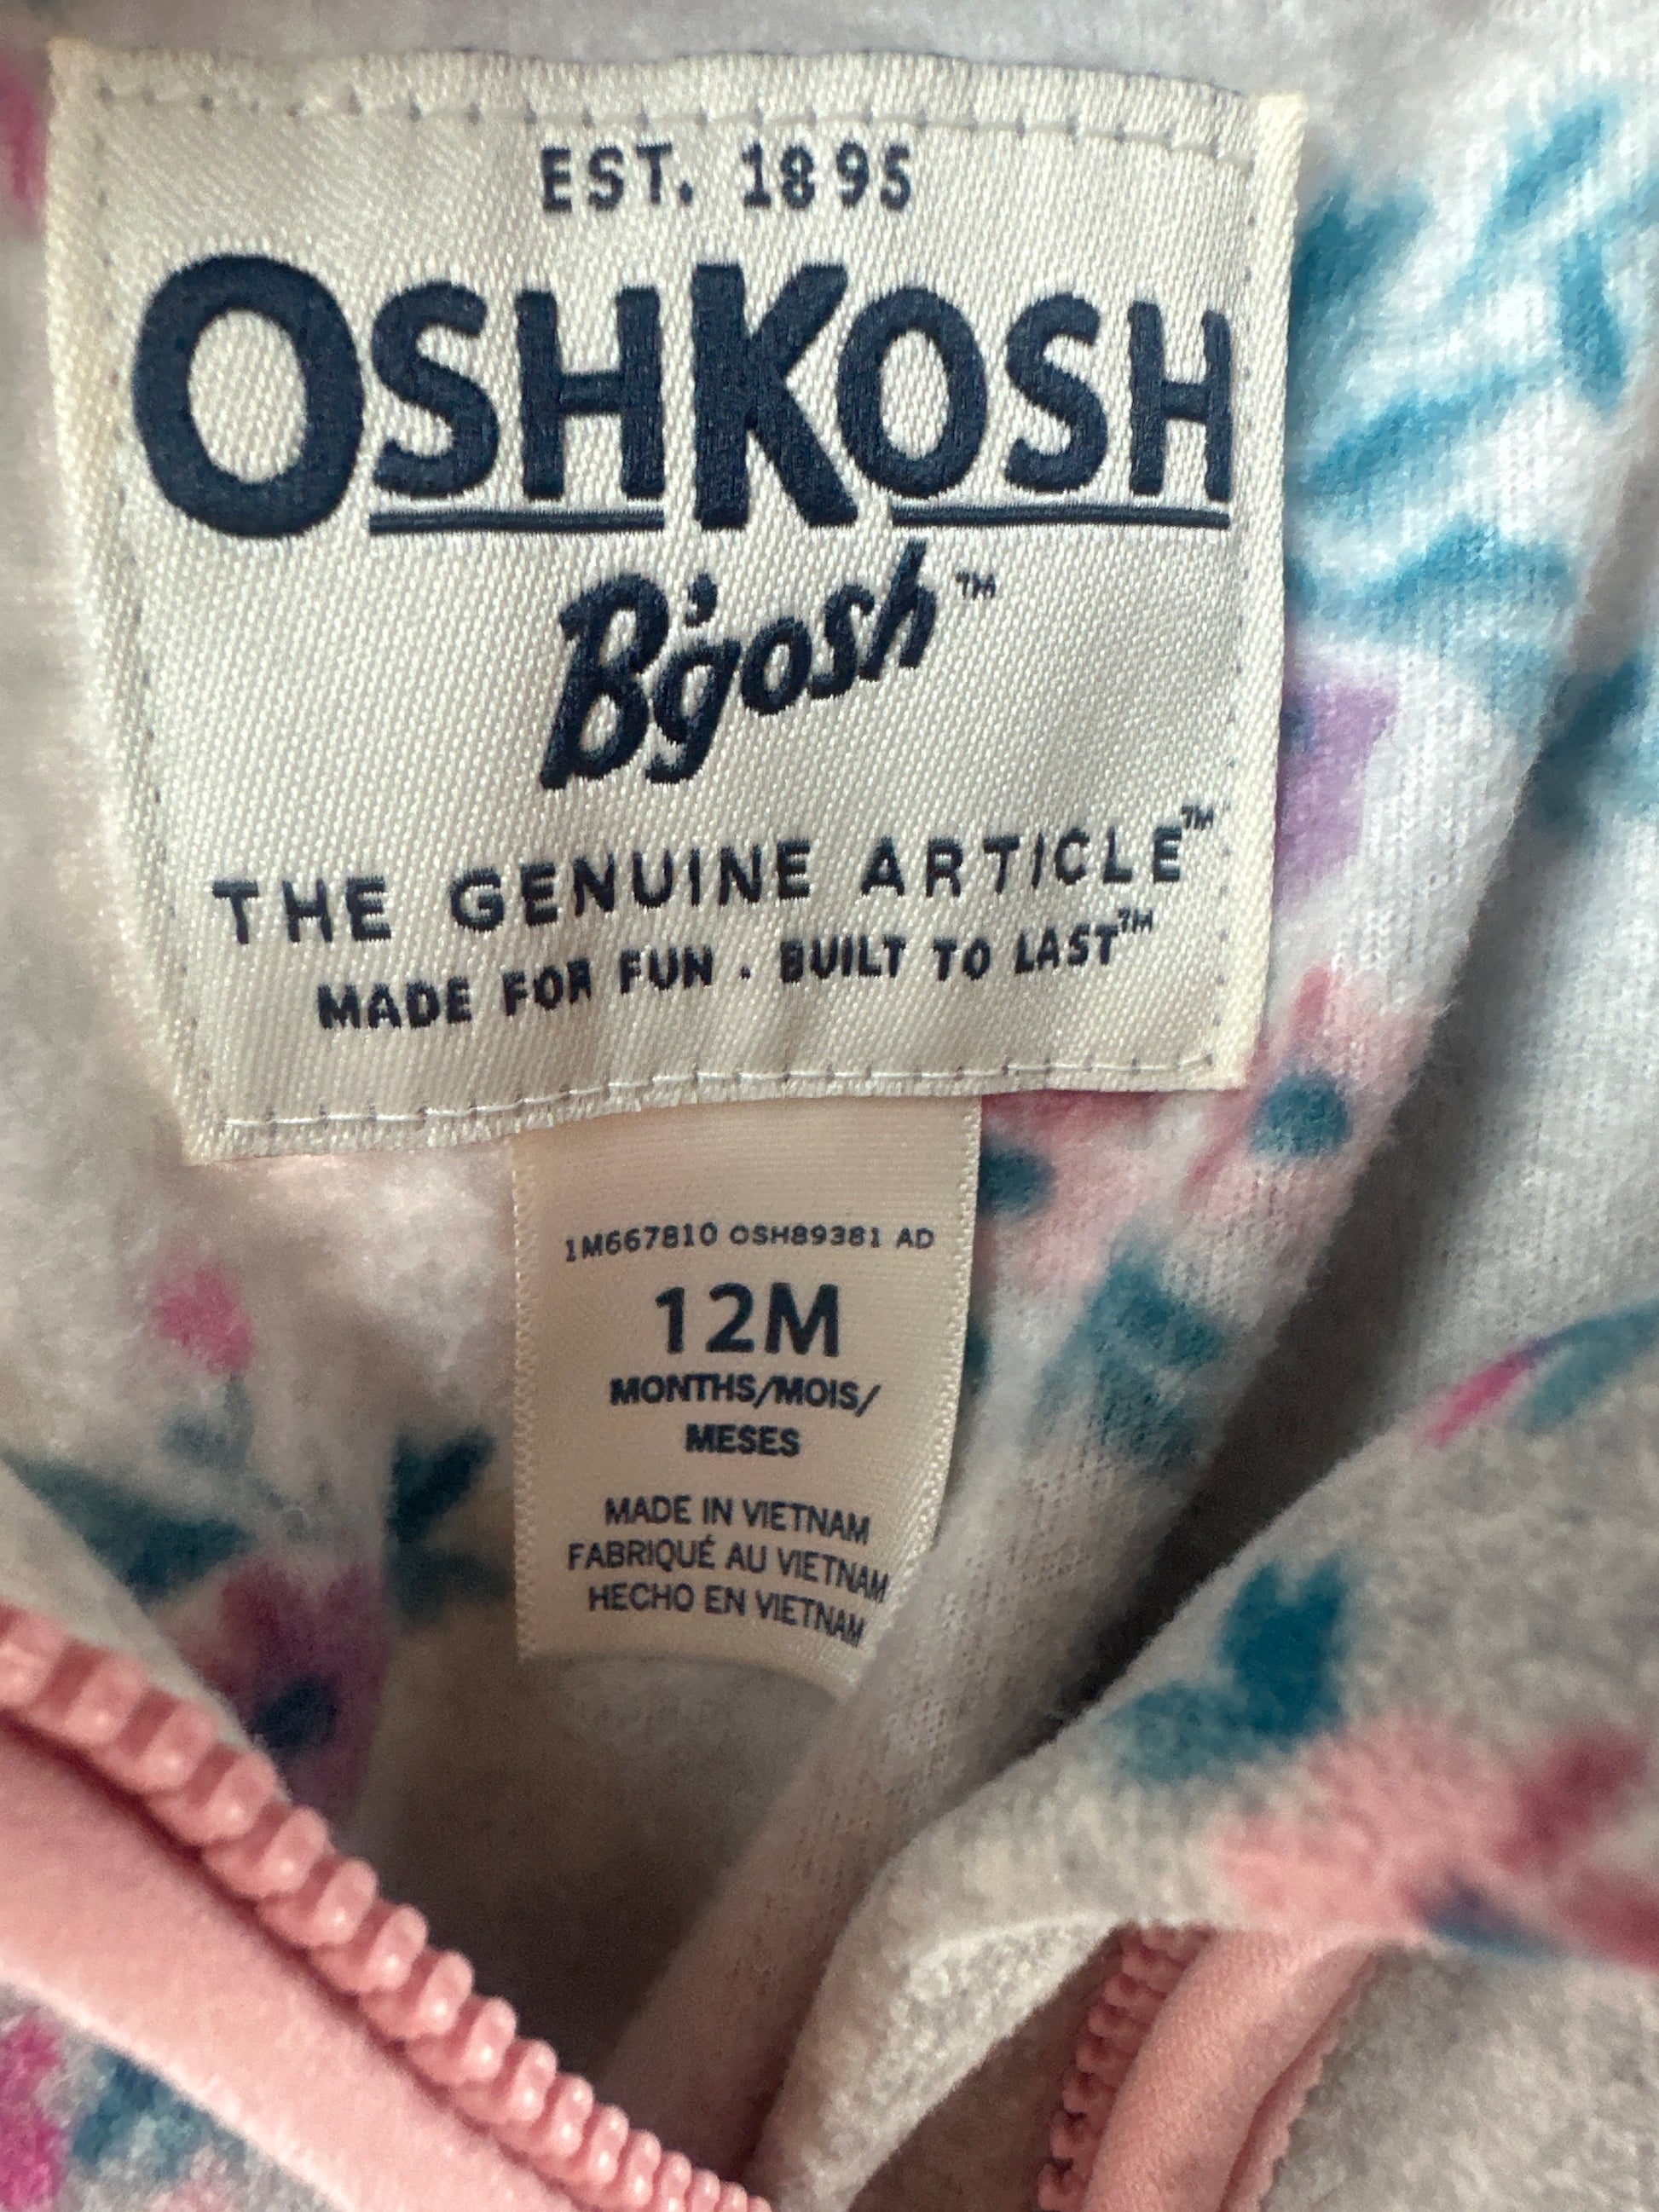 EST. 1895
OSHKOSH
B'gosh™
THE GENUINE ARTICLE™
MADE FOR FUN . BUILT TO LAST™
1M667810 OSH89381 AD
12M
MONTHS/MOIS/
MESES
MADE IN VIETNAM
FABRIQUÉ AU VIETNAM
HECHO EN VIETNAM